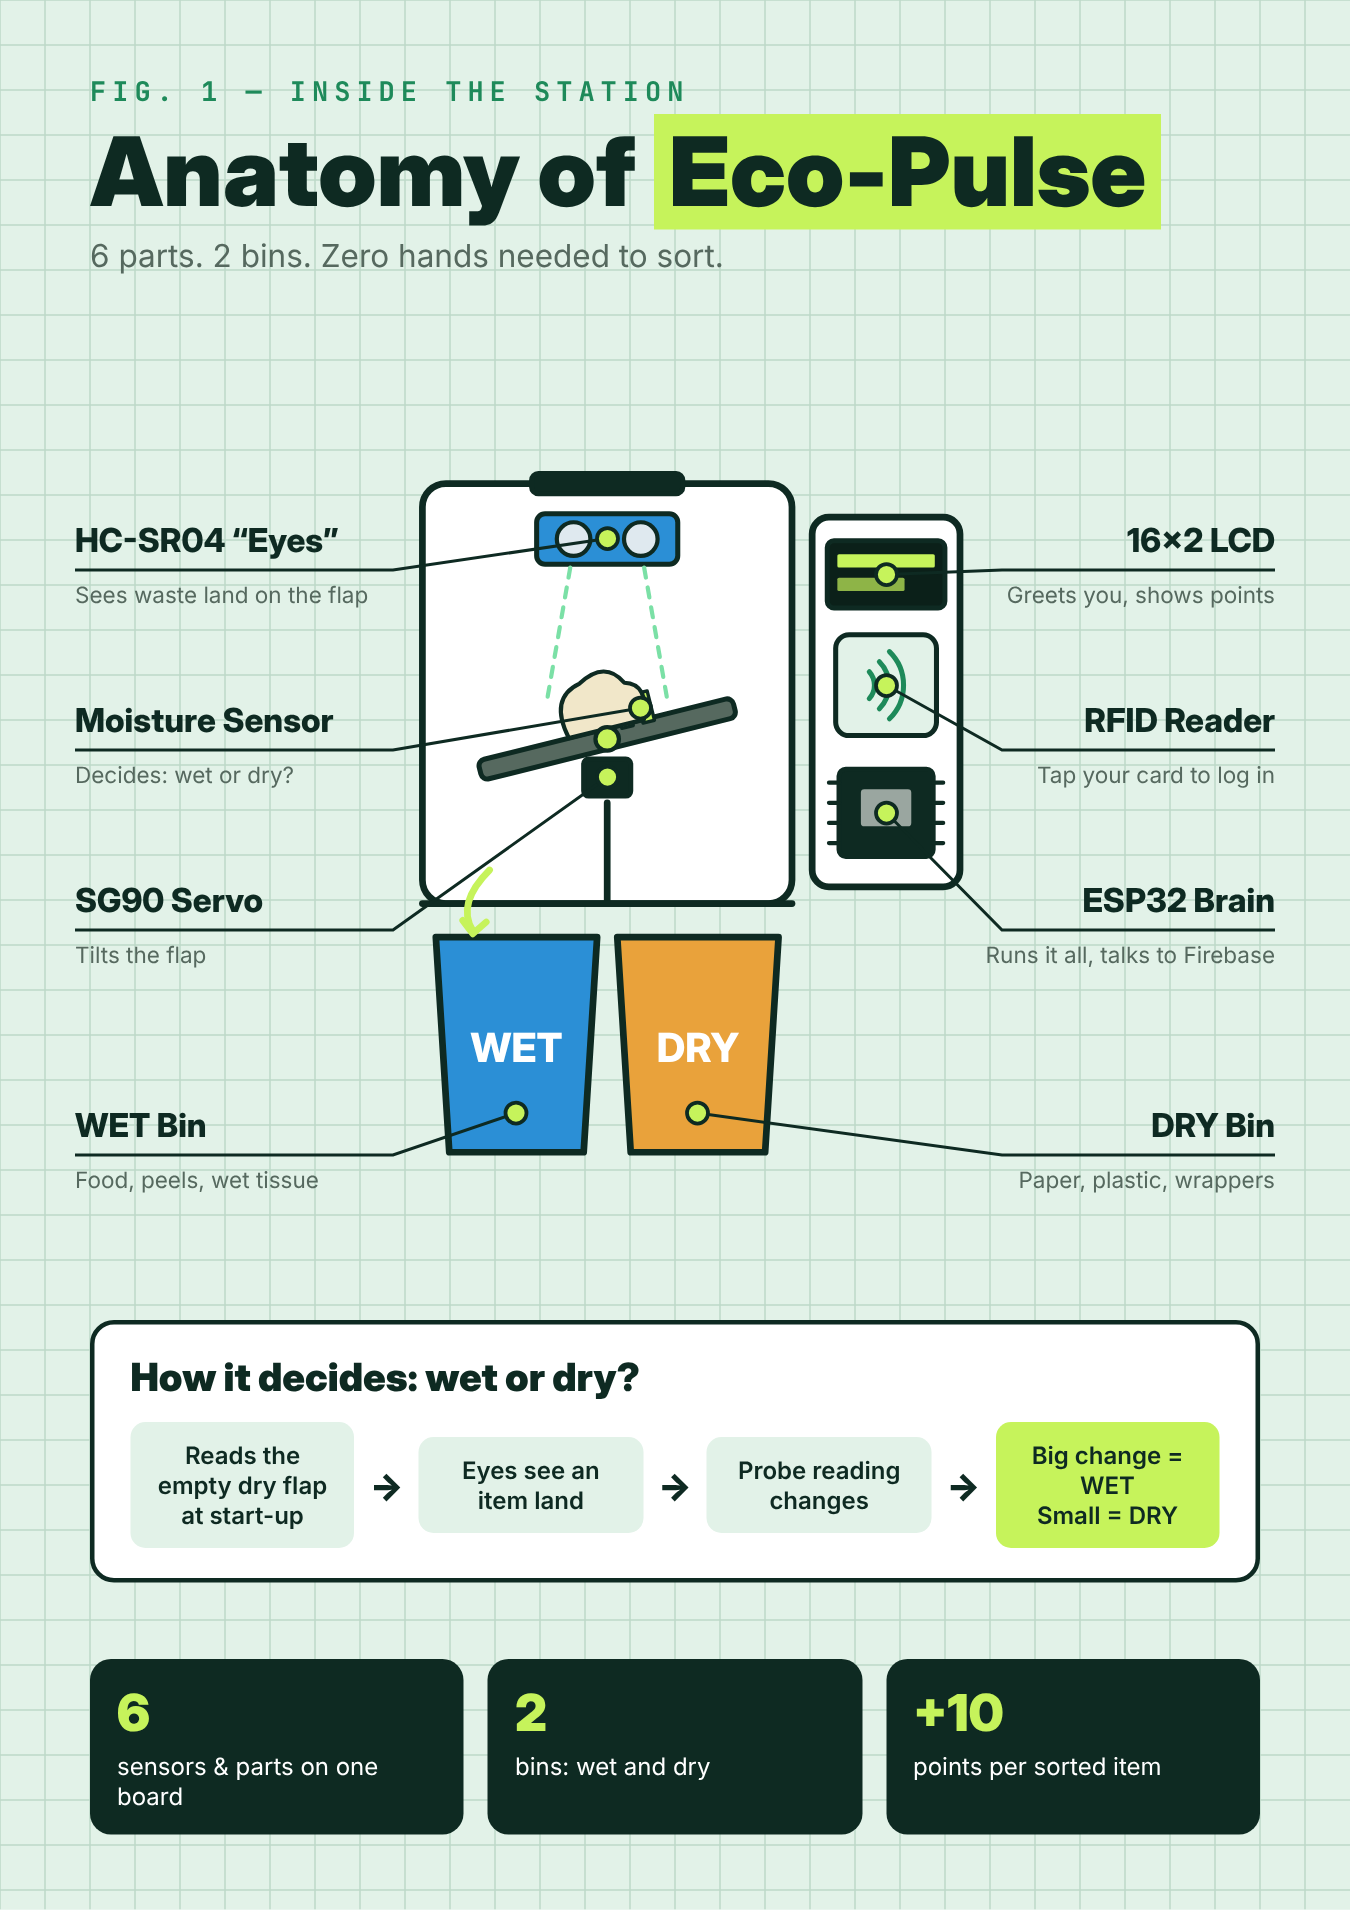 FIG. 1 — INSIDE THE STATION
Anatomy of Eco-Pulse
6 parts. 2 bins. Zero hands needed to sort.
HC-SR04 “Eyes”
Sees waste land on the flap
Moisture Sensor
Decides: wet or dry?
SG90 Servo
Tilts the flap
WET Bin
Food, peels, wet tissue
16×2 LCD
Greets you, shows points
RFID Reader
Tap your card to log in
ESP32 Brain
Runs it all, talks to Firebase
DRY Bin
Paper, plastic, wrappers
WET
DRY
How it decides: wet or dry?
Reads the
empty dry flap
at start-up
→
Eyes see an
item land
→
Probe reading
changes
→
Big change =
WET
Small = DRY
6
sensors & parts on one
board
2
bins: wet and dry
+10
points per sorted item